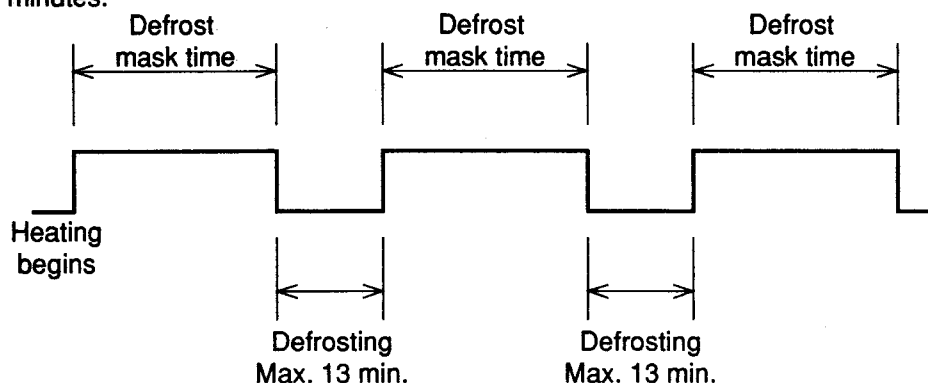 minutes.
Defrost
mask time
Defrost
mask time
Defrost
mask time
Heating
begins
Defrosting
Max. 13 min.
Defrosting
Max. 13 min.